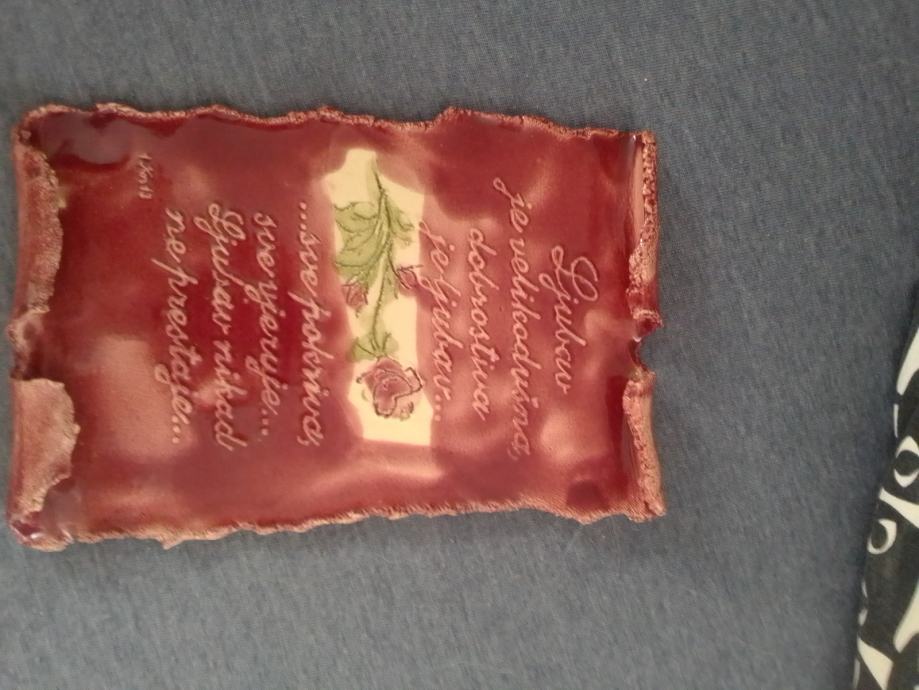 Ljubav
je velikodušna,
dobrostiva
je ljubav...
...sve pokriva,
sve vjeruje...
Ljubav nikad
ne prestaje...